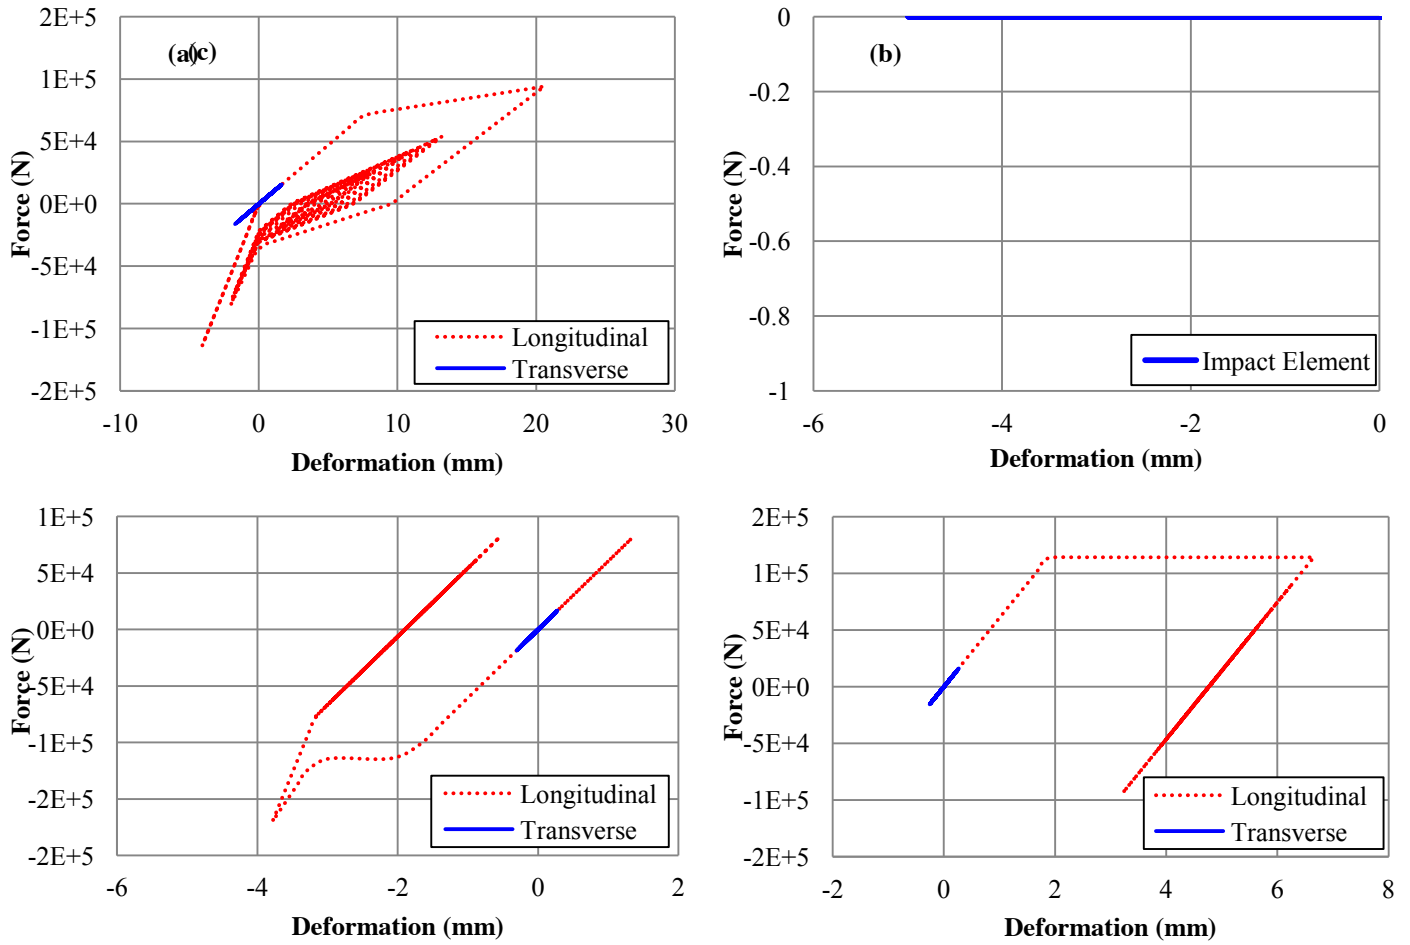 2E+5
1E+5
5E+4
0E+0
-5E+4
-1E+5
-2E+5
-10 0 10 20 30
Force (N)
Deformation (mm)
(a)(c)
Longitudinal
Transverse
0
-0.2
-0.4
-0.6
-0.8
-1
-6 -4 -2 0
Force (N)
Deformation (mm)
(b)
Impact Element
1E+5
5E+4
0E+0
-5E+4
-1E+5
-2E+5
-2E+5
-6 -4 -2 0 2
Force (N)
Deformation (mm)
Longitudinal
Transverse
2E+5
1E+5
5E+4
0E+0
-5E+4
-1E+5
-2E+5
-2 0 2 4 6 8
Force (N)
Deformation (mm)
Longitudinal
Transverse